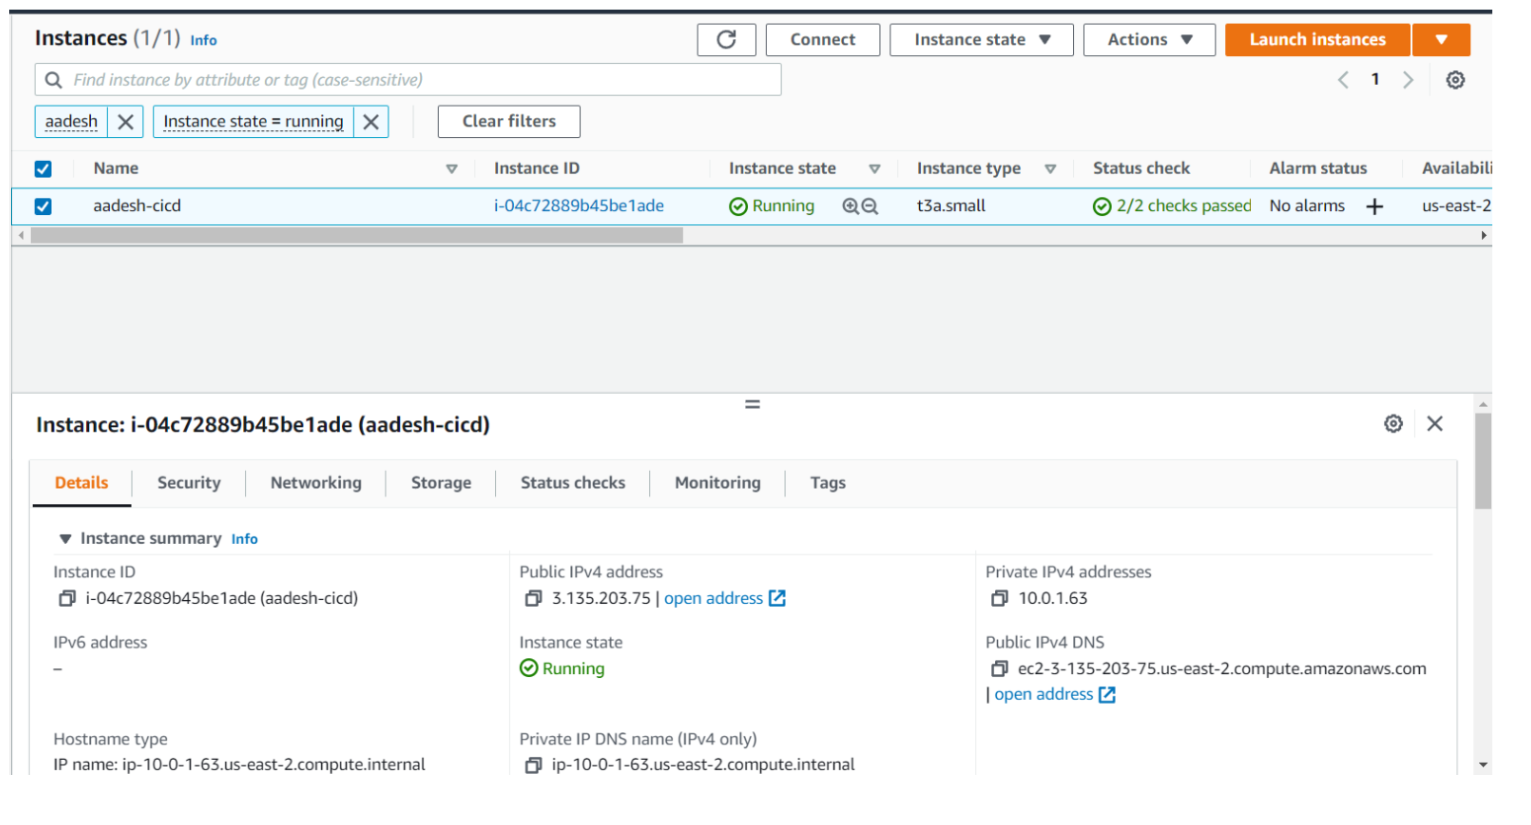 Instances (1/1) Info
Connect
Instance state
Actions
Launch instances
Find instance by attribute or tag (case-sensitive)
1
aadesh
Instance state = running
Clear filters
Name Instance ID Instance state Instance type Status check Alarm status Availabili
aadesh-cicd i-04c72889b45be1ade Running t3a.small 2/2 checks passed No alarms + us-east-2
Instance: i-04c72889b45be1ade (aadesh-cicd)
Details Security Networking Storage Status checks Monitoring Tags
Instance summary Info
Instance ID
i-04c72889b45be1ade (aadesh-cicd)
Public IPv4 address
3.135.203.75 | open address
Private IPv4 addresses
10.0.1.63
IPv6 address
–
Instance state
Running
Public IPv4 DNS
ec2-3-135-203-75.us-east-2.compute.amazonaws.com
| open address
Hostname type
IP name: ip-10-0-1-63.us-east-2.compute.internal
Private IP DNS name (IPv4 only)
ip-10-0-1-63.us-east-2.compute.internal